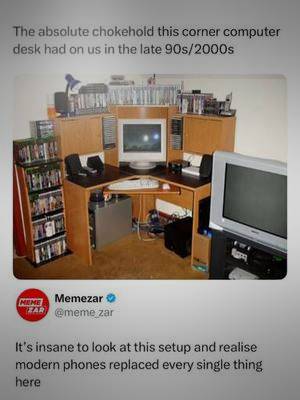 The absolute chokehold this corner computer
desk had on us in the late 90s/2000s
MEME
ZAR
Memezar
@meme_zar
It's insane to look at this setup and realise
modern phones replaced every single thing
here